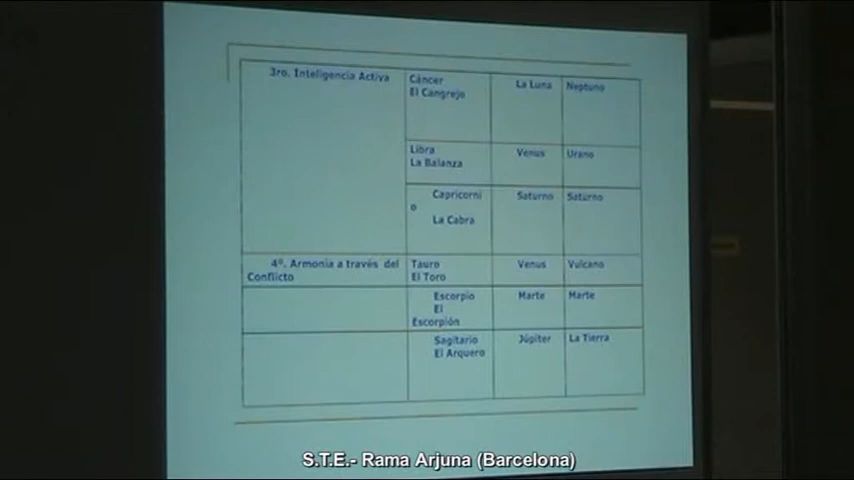 3ro. Inteligencia Activa
Cáncer
El Cangrejo
La Luna
Neptuno
Libra
La Balanza
Venus
Urano
Capricorni
o
La Cabra
Saturno
Saturno
4º. Armonia a través del
Conflicto
Tauro
El Toro
Venus
Vulcano
Escorpio
El
Escorpión
Marte
Marte
Sagitario
El Arquero
Júpiter
La Tierra
S.T.E.- Rama Arjuna (Barcelona)